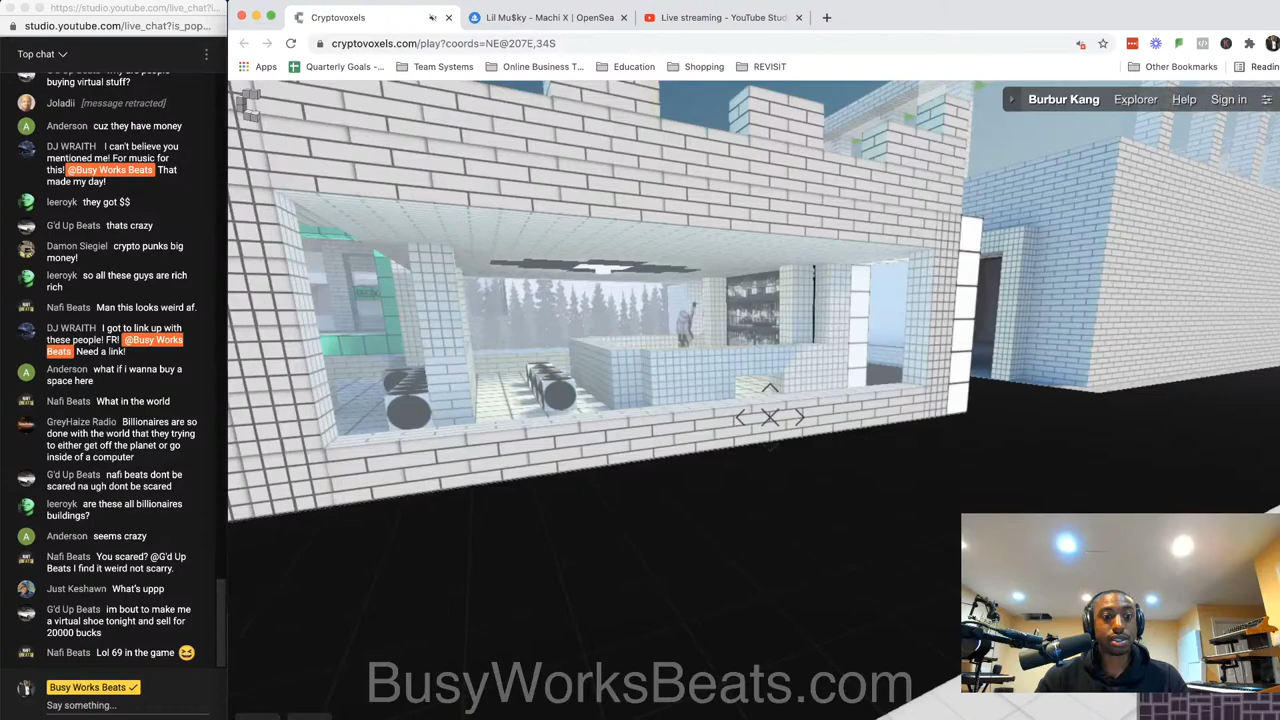 https://studio.youtube.com/live_chat?i...
studio.youtube.com/live_chat?is_pop...
Top chat
buying virtual stuff?
Joladii [message retracted]
Anderson cuz they have money
DJ WRAITH I can't believe you
mentioned me! For music for
this! @Busy Works Beats That
made my day!
leeroyk they got $$
G'd Up Beats thats crazy
Damon Siegiel crypto punks big
money!
leeroyk so all these guys are rich
rich
Nafi Beats Man this looks weird af.
DJ WRAITH I got to link up with
these people! FR! @Busy Works
Beats Need a link!
Anderson what if i wanna buy a
space here
Nafi Beats What in the world
GreyHaize Radio Billionaires are so
done with the world that they trying
to either get off the planet or go
inside of a computer
G'd Up Beats nafi beats dont be
scared na ugh dont be scared
leeroyk are these all billionaires
buildings?
Anderson seems crazy
Nafi Beats You scared? @G'd Up
Beats I find it weird not scarry.
Just Keshawn What's uppp
G'd Up Beats im bout to make me
a virtual shoe tonight and sell for
20000 bucks
Nafi Beats Lol 69 in the game
Busy Works Beats
Say something...
Cryptovoxels
Lil Mu$ky - Machi X | OpenSea
Live streaming - YouTube Stud
cryptovoxels.com/play?coords=NE@207E,34S
Apps
Quarterly Goals -...
Team Systems
Online Business T...
Education
Shopping
REVISIT
Other Bookmarks
Readin
Burbur Kang
Explorer
Help
Sign in
BusyWorksBeats.com